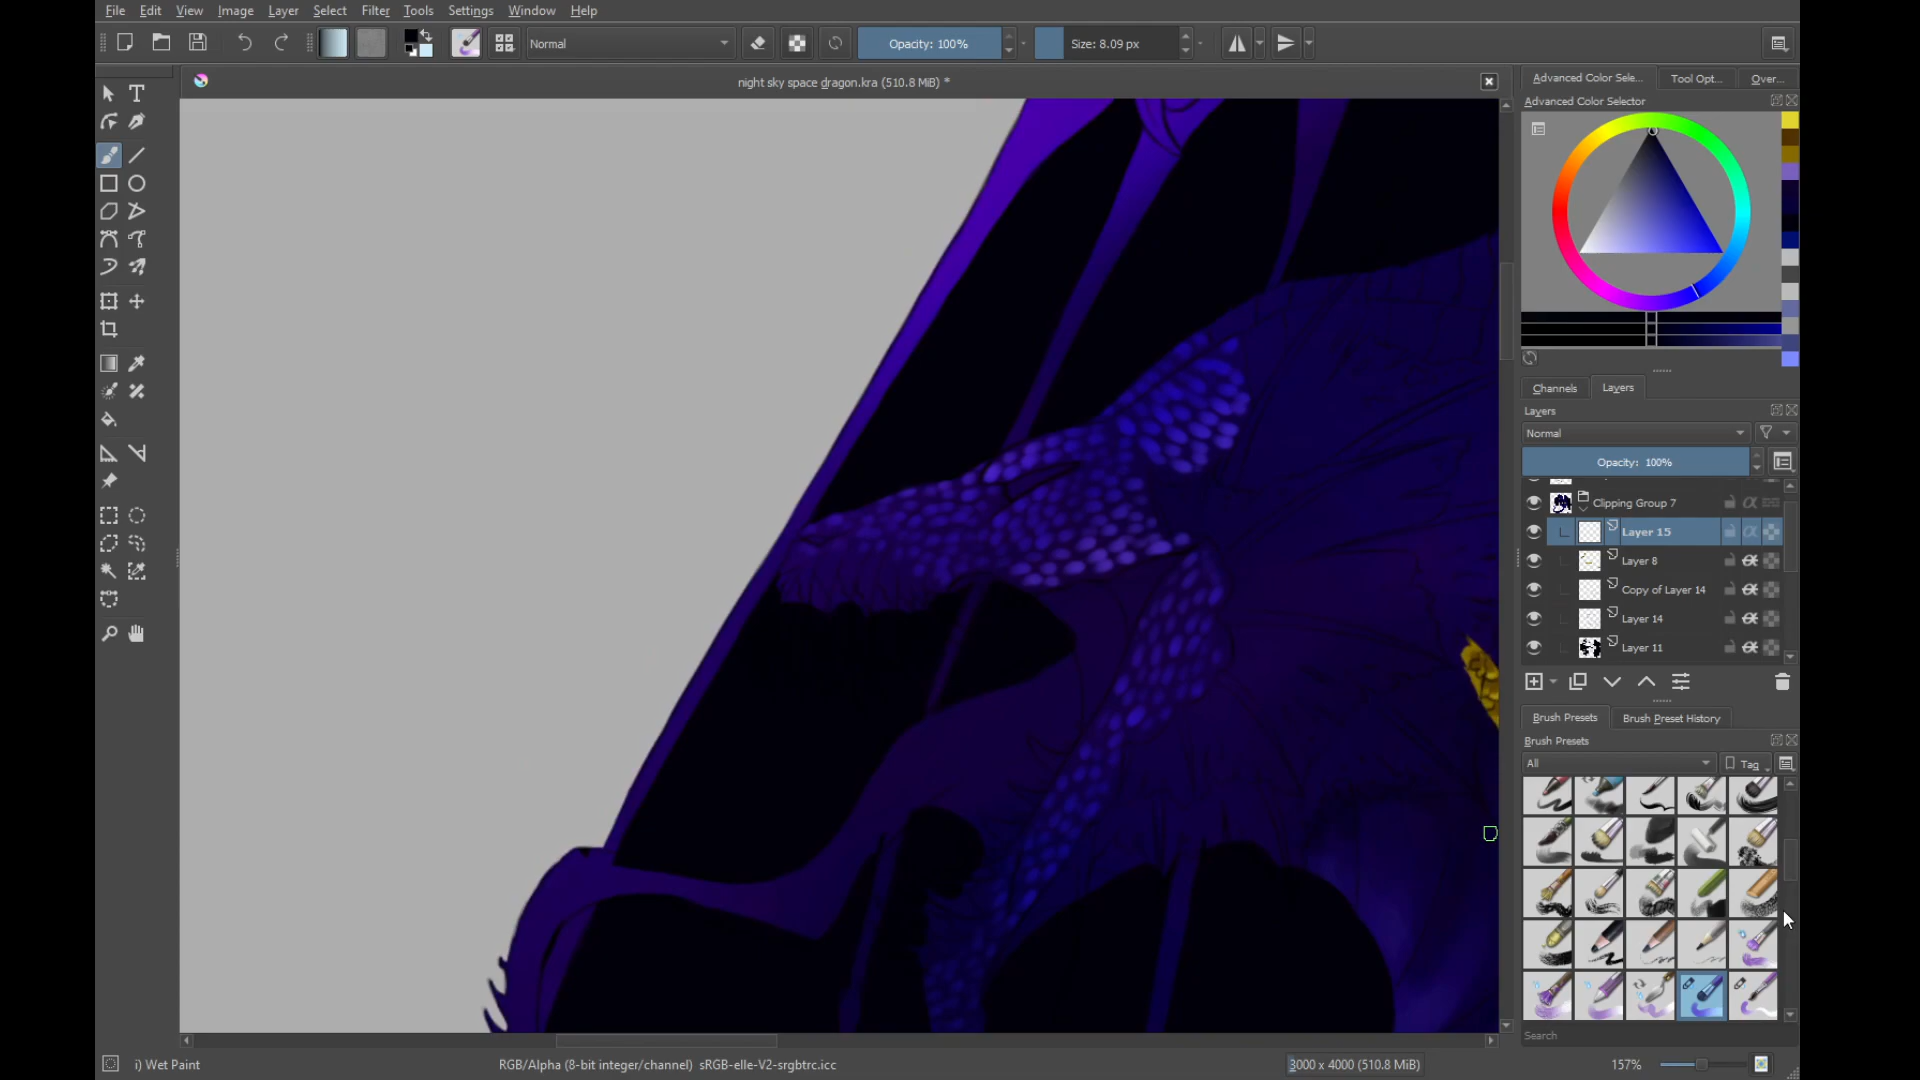 File Edit View Image Layer Select Filter Tools Settings Window Help
Normal Opacity: 100% Size: 8.09 px
night sky space dragon.kra (510.8 MiB) *
Advanced Color Sele... Tool Opt... Over...
Advanced Color Selector
Channels Layers
Layers
Normal
Opacity: 100%
Clipping Group 7
Layer 15
Layer 8
Copy of Layer 14
Layer 14
Layer 11
Brush Presets Brush Preset History
Brush Presets
All Tag
Search
i) Wet Paint RGB/Alpha (8-bit integer/channel) sRGB-elle-V2-srgbtrc.icc 3000 x 4000 (510.8 MiB) 157%